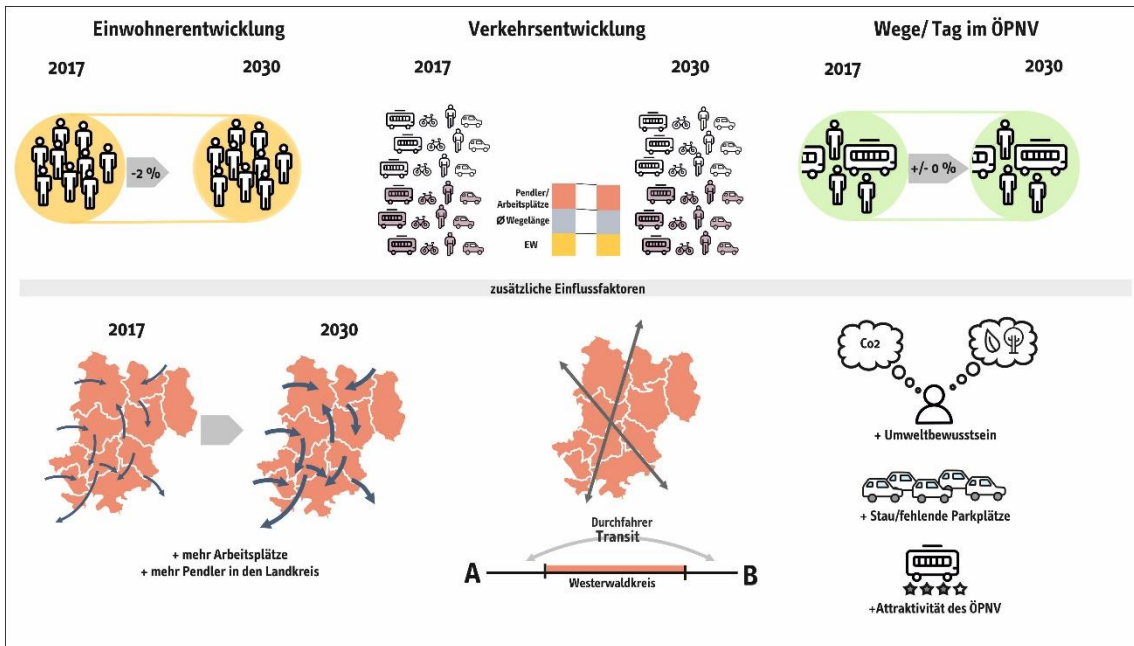 Einwohnerentwicklung
2017
2030
-2 %
Verkehrsentwicklung
2017
2030
Pendler/
Arbeitsplätze
Ø Wegelänge
EW
Wege/ Tag im ÖPNV
2017
2030
+/- 0 %
zusätzliche Einflussfaktoren
2017
2030
+ mehr Arbeitsplätze
+ mehr Pendler in den Landkreis
Durchfahrer
Transit
A
B
Westerwaldkreis
Co2
+ Umweltbewusstsein
+ Stau/fehlende Parkplätze
+Attraktivität des ÖPNV